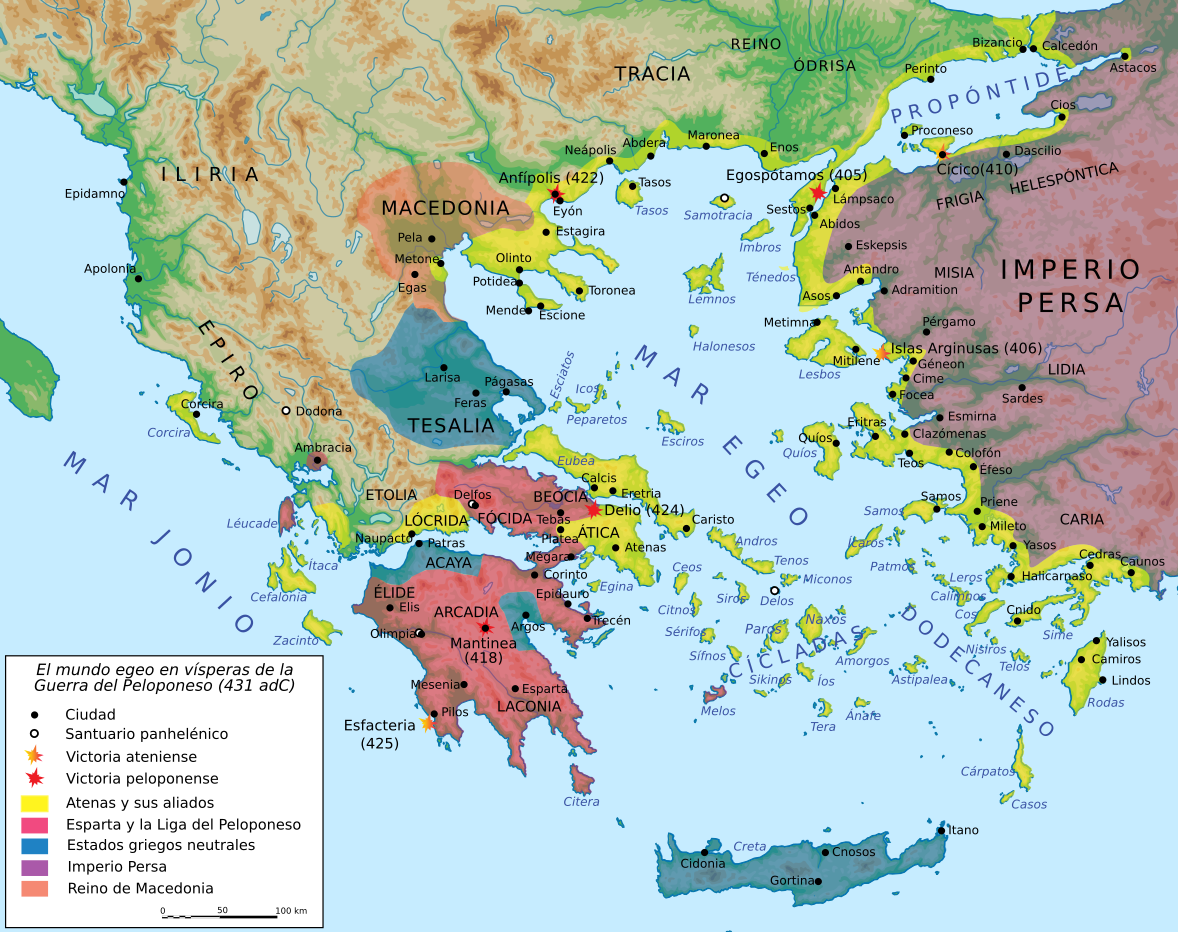 REINO
ÓDRISA
TRACIA
Bizancio
Calcedón
Astacos
Perinto
PROPÓNTIDE
Cios
Proconeso
Dascilio
Cícico(410)
FRIGIA
HELESPÓNTICA
Maronea
Abdera
Enos
Neápolis
Anfípolis (422)
Eyón
Tasos
Tasos
Samotracia
Egospótamos (405)
Lámpsaco
Sestos
Abidos
Imbros
Eskepsis
ILIRIA
Epidamno
Apolonia
MACEDONIA
Pela
Metone
Egas
Estagira
Olinto
Potidea
Toronea
Mende
Escione
Lemnos
Ténedos
Antandro
Asos
Adramition
MISIA
IMPERIO
PERSA
Metimna
Mitilene
Lesbos
Pérgamo
Islas Arginusas (406)
Géneon
Cime
Focea
LIDIA
Sardes
Esmirna
Halonesos
MAR EGEO
EPIRO
Corcira
Corcira
Dodona
Ambracia
Larisa
Págasas
Feras
TESALIA
Esciatos
Icos
Peparetos
Esciros
Quíos
Quíos
Eritras
Clazómenas
Teos
Colofón
Éfeso
MAR JONIO
Léucade
ETOLIA
LÓCRIDA
Naupacto
Patras
Delfos
FÓCIDA
BEOCIA
Tebas
Platea
Eubea
Calcis
Eretria
Delio (424)
ÁTICA
Atenas
Caristo
Megara
Samos
Samos
Priene
Mileto
CARIA
Yasos
Cedras
Caunos
Halicarnaso
Ítaca
Cefalonia
Zacinto
ACAYA
ÉLIDE
Elis
Olimpia
ARCADIA
Mantinea
(418)
Corinto
Epidauro
Argos
Trecén
Egina
Andros
Tenos
Ceos
Miconos
Siros
Delos
Citnos
Sérifos
Paros
Naxos
Sífnos
CÍCLADAS
Sikinos
Íos
Amorgos
Melos
Tera
Ánafe
Astipalea
Ícaros
Patmos
Leros
Calimnos
Cos
Cnido
Sime
Nisiros
Telos
DODECANESO
Yalisos
Camiros
Lindos
Rodas
Mesenia
Esparta
LACONIA
Pilos
Esfacteria
(425)
Citera
Cárpatos
Casos
Itano
Creta
Cidonia
Cnosos
Gortina
El mundo egeo en vísperas de la
Guerra del Peloponeso (431 adC)
Ciudad
Santuario panhelénico
Victoria ateniense
Victoria peloponense
Atenas y sus aliados
Esparta y la Liga del Peloponeso
Estados griegos neutrales
Imperio Persa
Reino de Macedonia
0 50 100 km